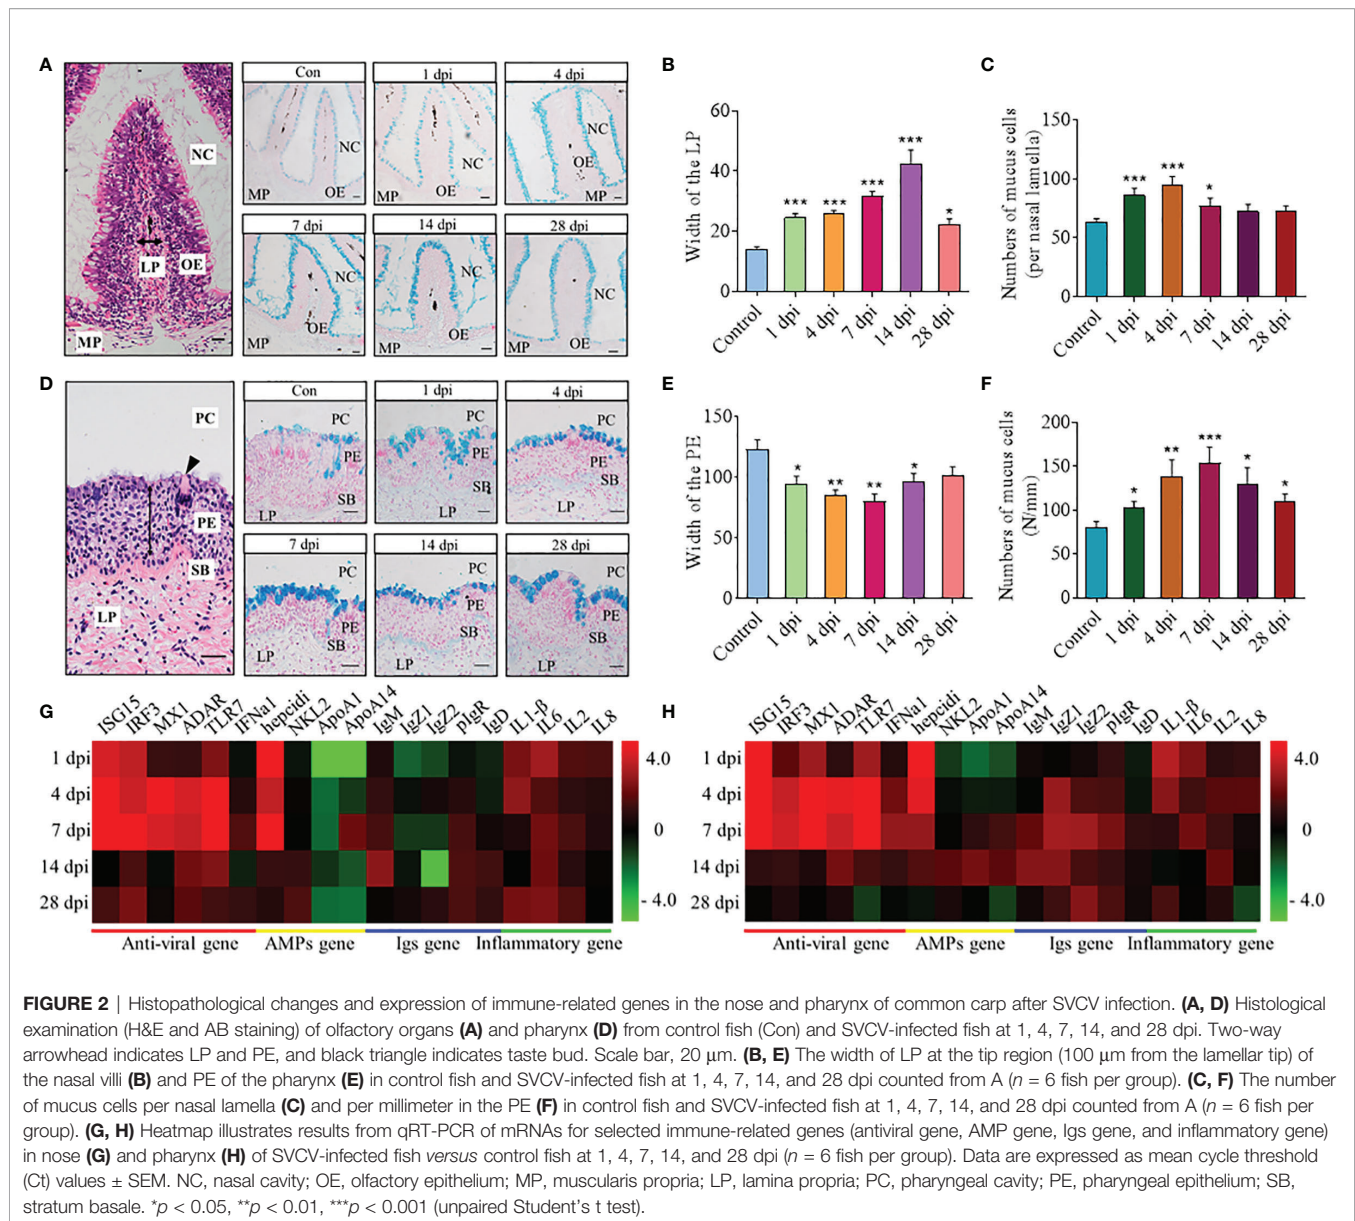 A
NC
LP
OE
MP
Con
NC
MP
OE
1 dpi
NC
MP
OE
4 dpi
NC
OE
MP
7 dpi
NC
OE
MP
14 dpi
NC
OE
MP
28 dpi
NC
OE
MP
B
Width of the LP
60
40
20
0
***
***
***
***
*
Control
1 dpi
4 dpi
7 dpi
14 dpi
28 dpi
C
Numbers of mucus cells
(per nasal lamella)
150
100
50
0
***
***
*
Control
1 dpi
4 dpi
7 dpi
14 dpi
28 dpi
D
PC
PE
SB
LP
Con
PC
PE
SB
LP
1 dpi
PC
PE
SB
LP
4 dpi
PC
PE
SB
LP
7 dpi
PC
PE
SB
LP
14 dpi
PC
PE
SB
LP
28 dpi
PC
PE
SB
LP
E
Width of the PE
150
100
50
0
*
**
**
*
Control
1 dpi
4 dpi
7 dpi
14 dpi
28 dpi
F
Numbers of mucus cells
(N/mm)
200
150
100
50
0
*
**
***
*
*
Control
1 dpi
4 dpi
7 dpi
14 dpi
28 dpi
G
ISG15 IRF3 MX1 ADAR TLR7 IFNa1 hepcidi NKL2 ApoA1 ApoA14 IgM IgZ1 IgZ2 pIgR IgD IL1-β IL6 IL2 IL8
1 dpi
4 dpi
7 dpi
14 dpi
28 dpi
4.0
0
- 4.0
Anti-viral gene AMPs gene Igs gene Inflammatory gene
H
ISG15 IRF3 MX1 ADAR TLR7 IFNa1 hepcidi NKL2 ApoA1 ApoA14 IgM IgZ1 IgZ2 pIgR IgD IL1-β IL6 IL2 IL8
1 dpi
4 dpi
7 dpi
14 dpi
28 dpi
4.0
0
- 4.0
Anti-viral gene AMPs gene Igs gene Inflammatory gene
FIGURE 2 | Histopathological changes and expression of immune-related genes in the nose and pharynx of common carp after SVCV infection. (A, D) Histological
examination (H&E and AB staining) of olfactory organs (A) and pharynx (D) from control fish (Con) and SVCV-infected fish at 1, 4, 7, 14, and 28 dpi. Two-way
arrowhead indicates LP and PE, and black triangle indicates taste bud. Scale bar, 20 μm. (B, E) The width of LP at the tip region (100 μm from the lamellar tip) of
the nasal villi (B) and PE of the pharynx (E) in control fish and SVCV-infected fish at 1, 4, 7, 14, and 28 dpi counted from A (n = 6 fish per group). (C, F) The number
of mucus cells per nasal lamella (C) and per millimeter in the PE (F) in control fish and SVCV-infected fish at 1, 4, 7, 14, and 28 dpi counted from A (n = 6 fish per
group). (G, H) Heatmap illustrates results from qRT-PCR of mRNAs for selected immune-related genes (antiviral gene, AMP gene, Igs gene, and inflammatory gene)
in nose (G) and pharynx (H) of SVCV-infected fish versus control fish at 1, 4, 7, 14, and 28 dpi (n = 6 fish per group). Data are expressed as mean cycle threshold
(Ct) values ± SEM. NC, nasal cavity; OE, olfactory epithelium; MP, muscularis propria; LP, lamina propria; PC, pharyngeal cavity; PE, pharyngeal epithelium; SB,
stratum basale. *p < 0.05, **p < 0.01, ***p < 0.001 (unpaired Student's t test).